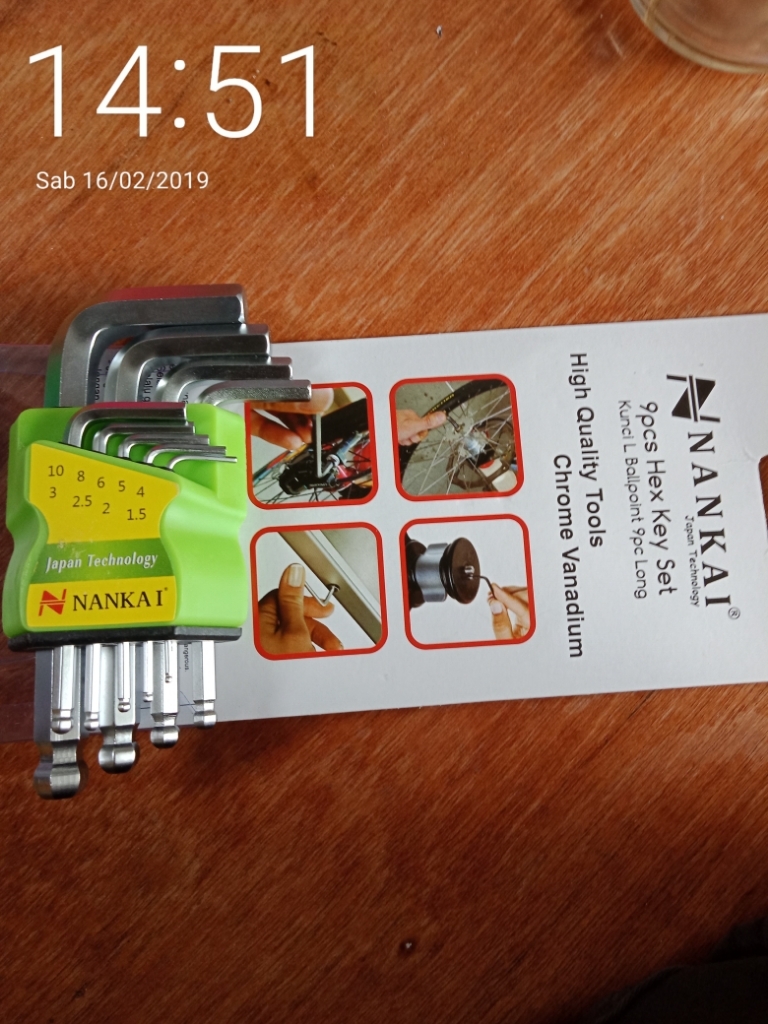 14:51
Sab 16/02/2019
10 8 6 5 4
3 2.5 2 1.5
Japan Technology
NANKAI
NANKAI®
Japan Technology
9pcs Hex Key Set
Kunci L Ballpoint 9pc Long
High Quality Tools
Chrome Vanadium